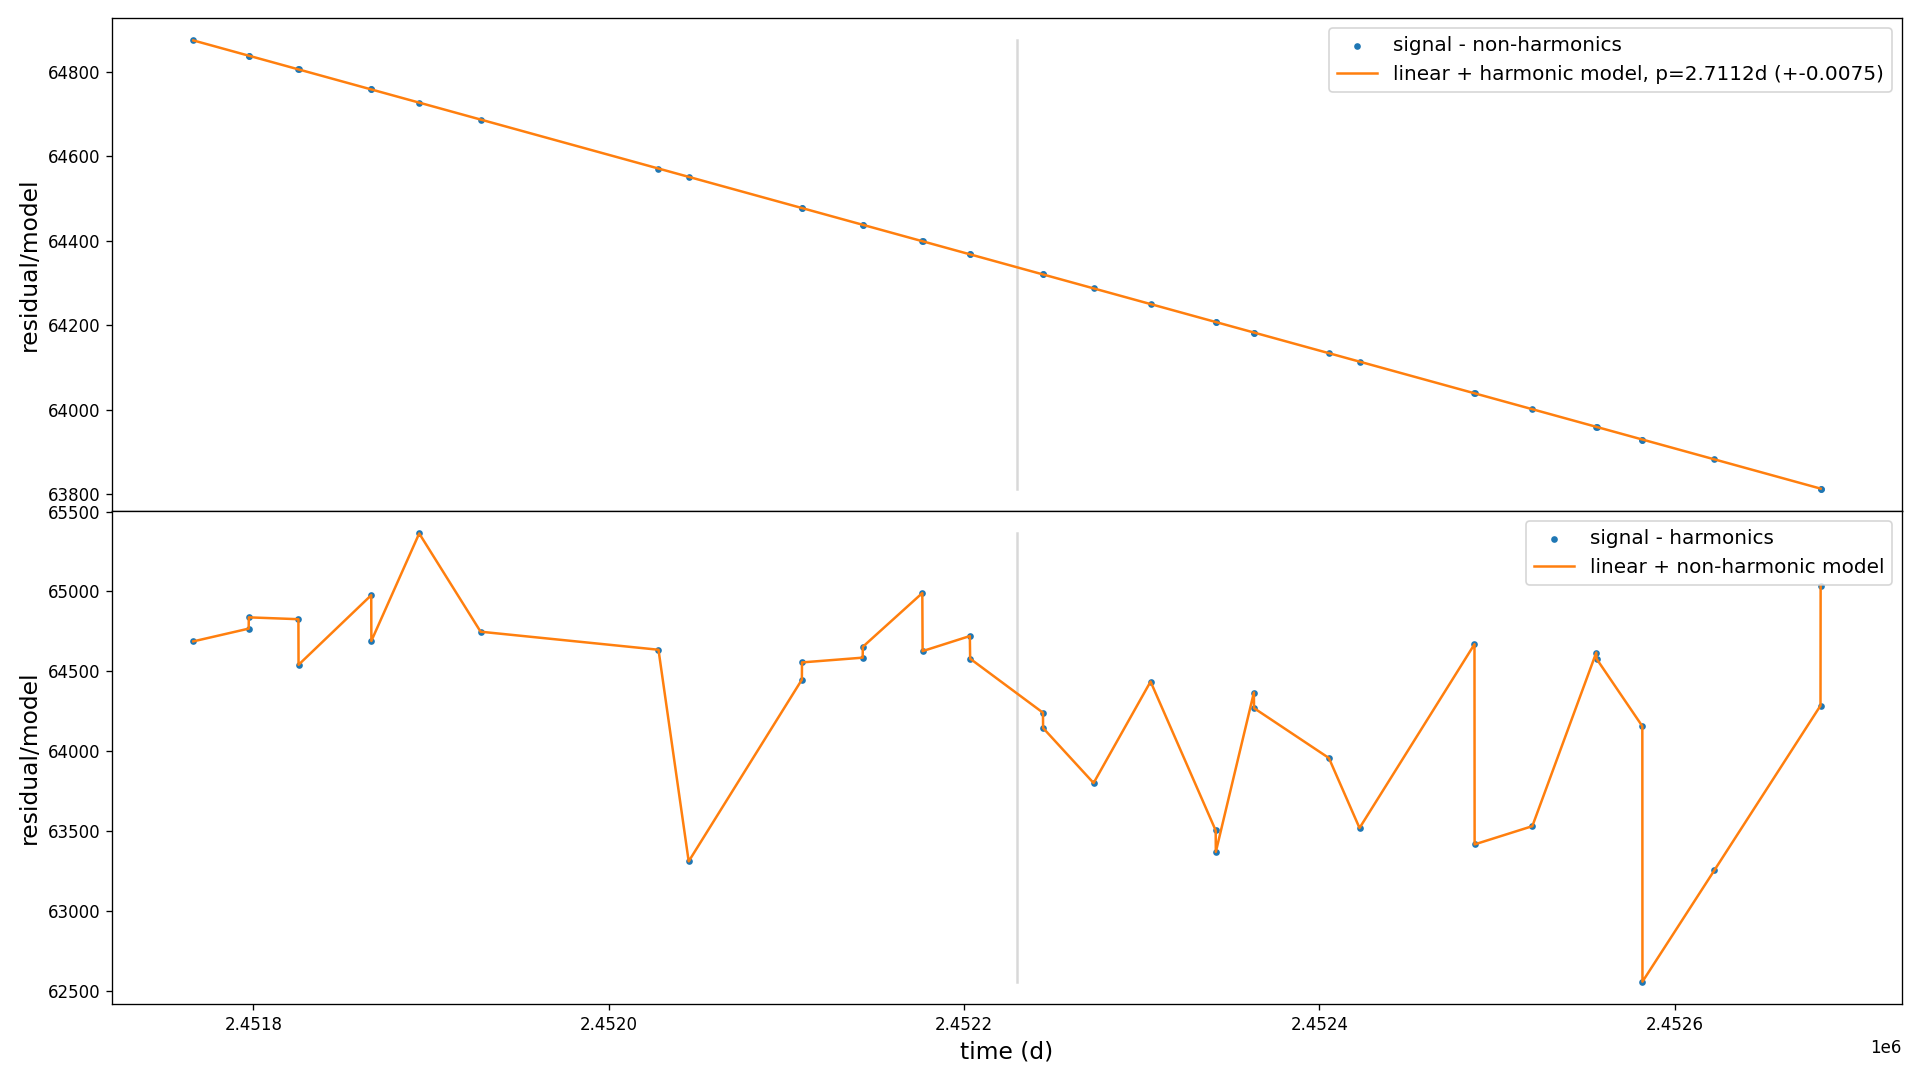 signal - non-harmonics
linear + harmonic model, p=2.7112d (+-0.0075)
64800
64600
64400
64200
64000
63800
residual/model
signal - harmonics
linear + non-harmonic model
65500
65000
64500
64000
63500
63000
62500
residual/model
2.4518 2.4520 2.4522 2.4524 2.4526
1e6
time (d)